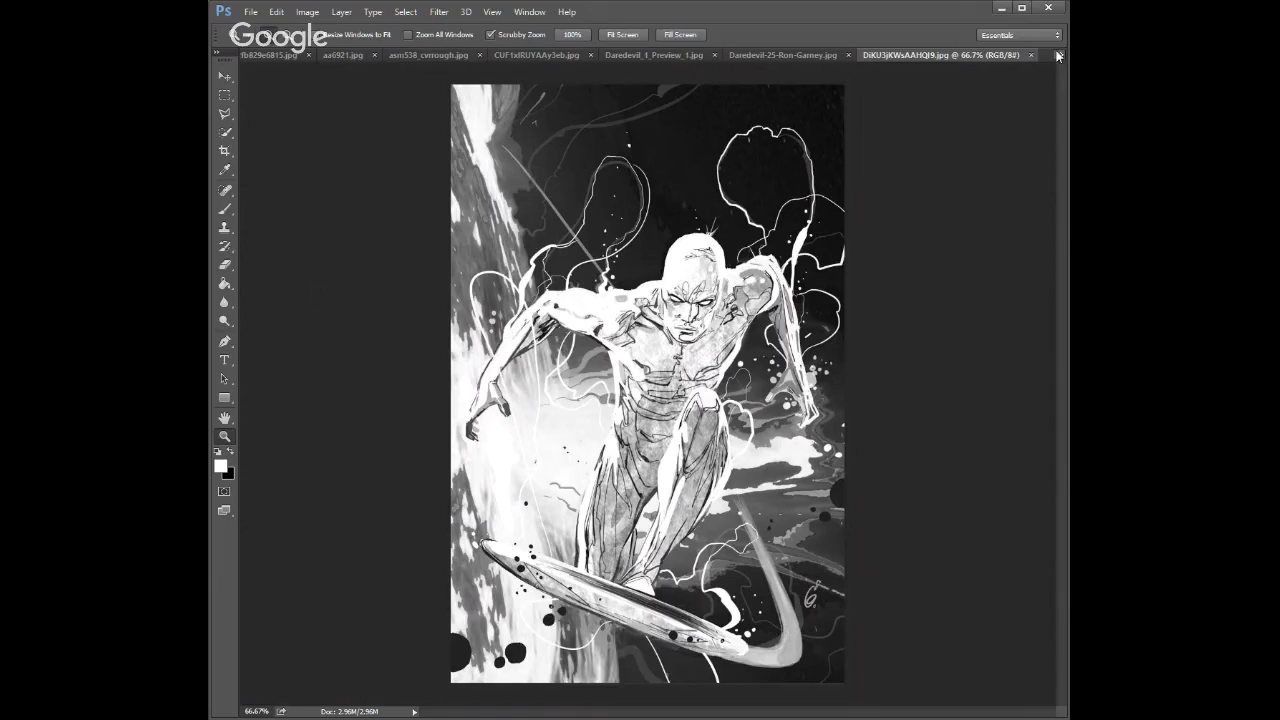 Ps File Edit Image Layer Type Select Filter 3D View Window Help
Google
Resize Windows to Fit Zoom All Windows Scrubby Zoom 100% Fit Screen Fill Screen Essentials
fb829e6815.jpg × aa6921.jpg × asm538_cvrrough.jpg × CUF1xIRUYAAy3eb.jpg × Daredevil_1_Preview_1.jpg × Daredevil-25-Ron-Garney.jpg × DiKU3jKWsAAHQI9.jpg @ 66.7% (RGB/8#) ×
66.67% Doc: 2.96M/2.96M